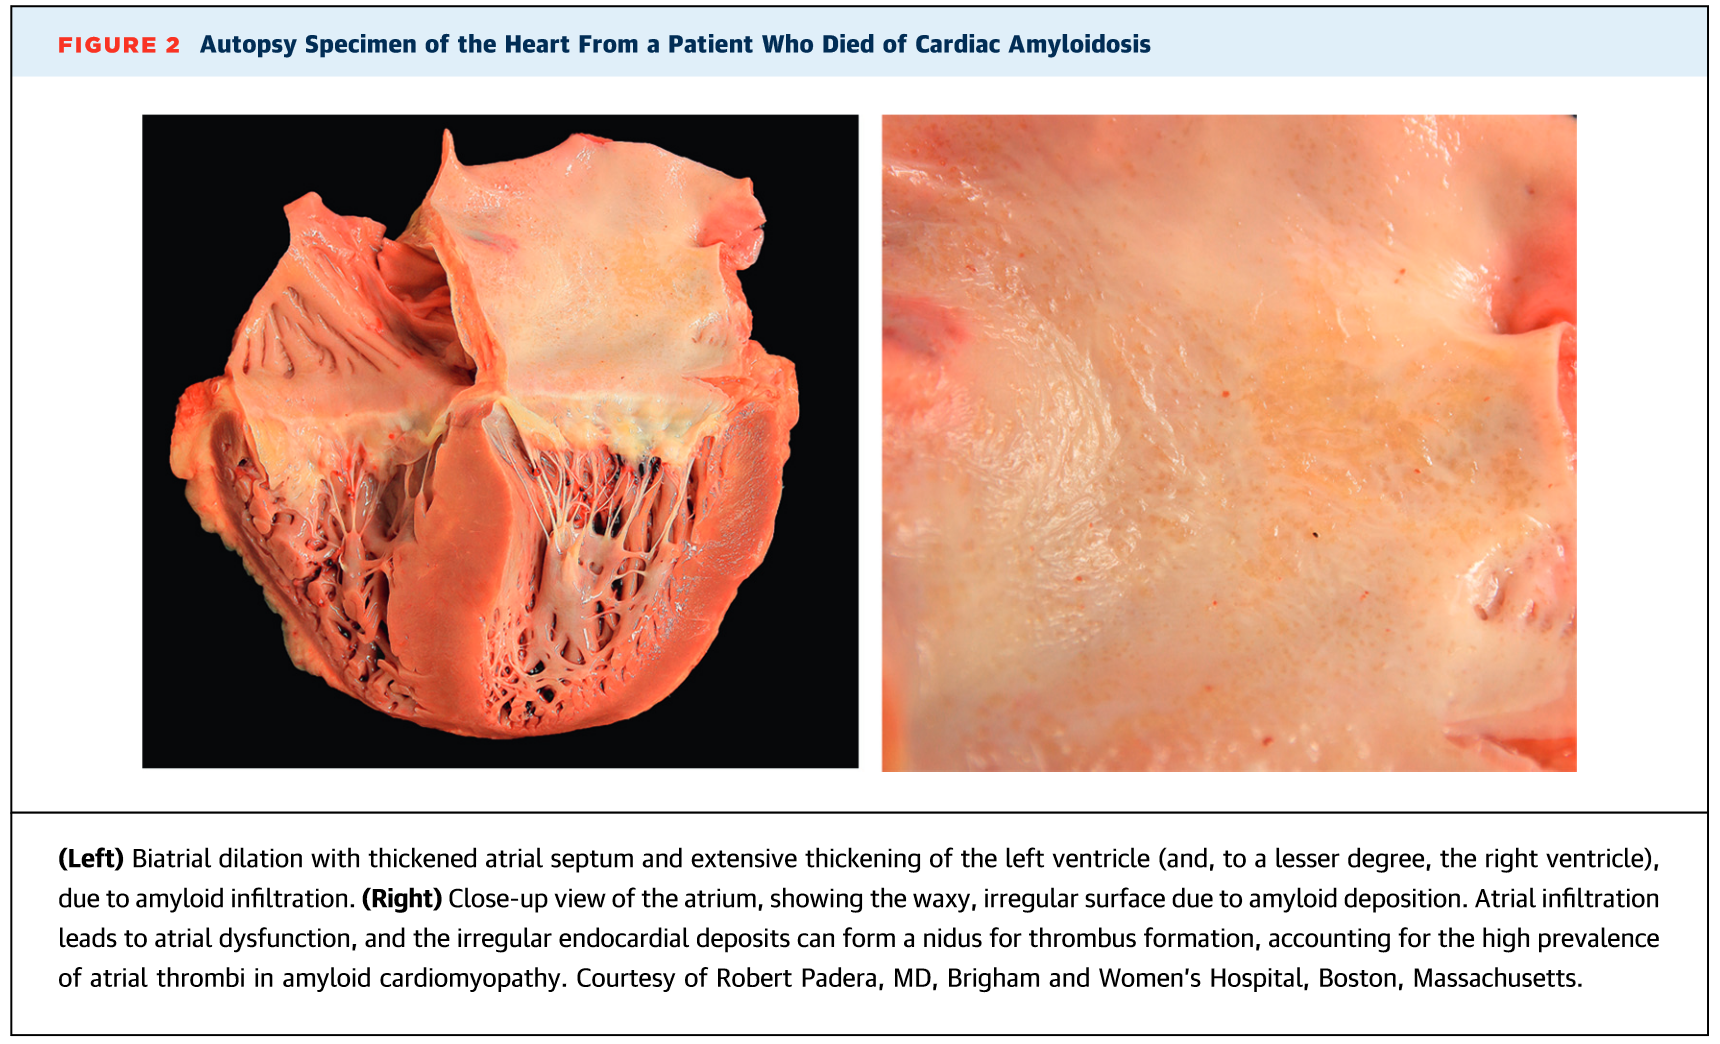 FIGURE 2 Autopsy Specimen of the Heart From a Patient Who Died of Cardiac Amyloidosis
(Left) Biatrial dilation with thickened atrial septum and extensive thickening of the left ventricle (and, to a lesser degree, the right ventricle),
due to amyloid infiltration. (Right) Close-up view of the atrium, showing the waxy, irregular surface due to amyloid deposition. Atrial infiltration
leads to atrial dysfunction, and the irregular endocardial deposits can form a nidus for thrombus formation, accounting for the high prevalence
of atrial thrombi in amyloid cardiomyopathy. Courtesy of Robert Padera, MD, Brigham and Women's Hospital, Boston, Massachusetts.